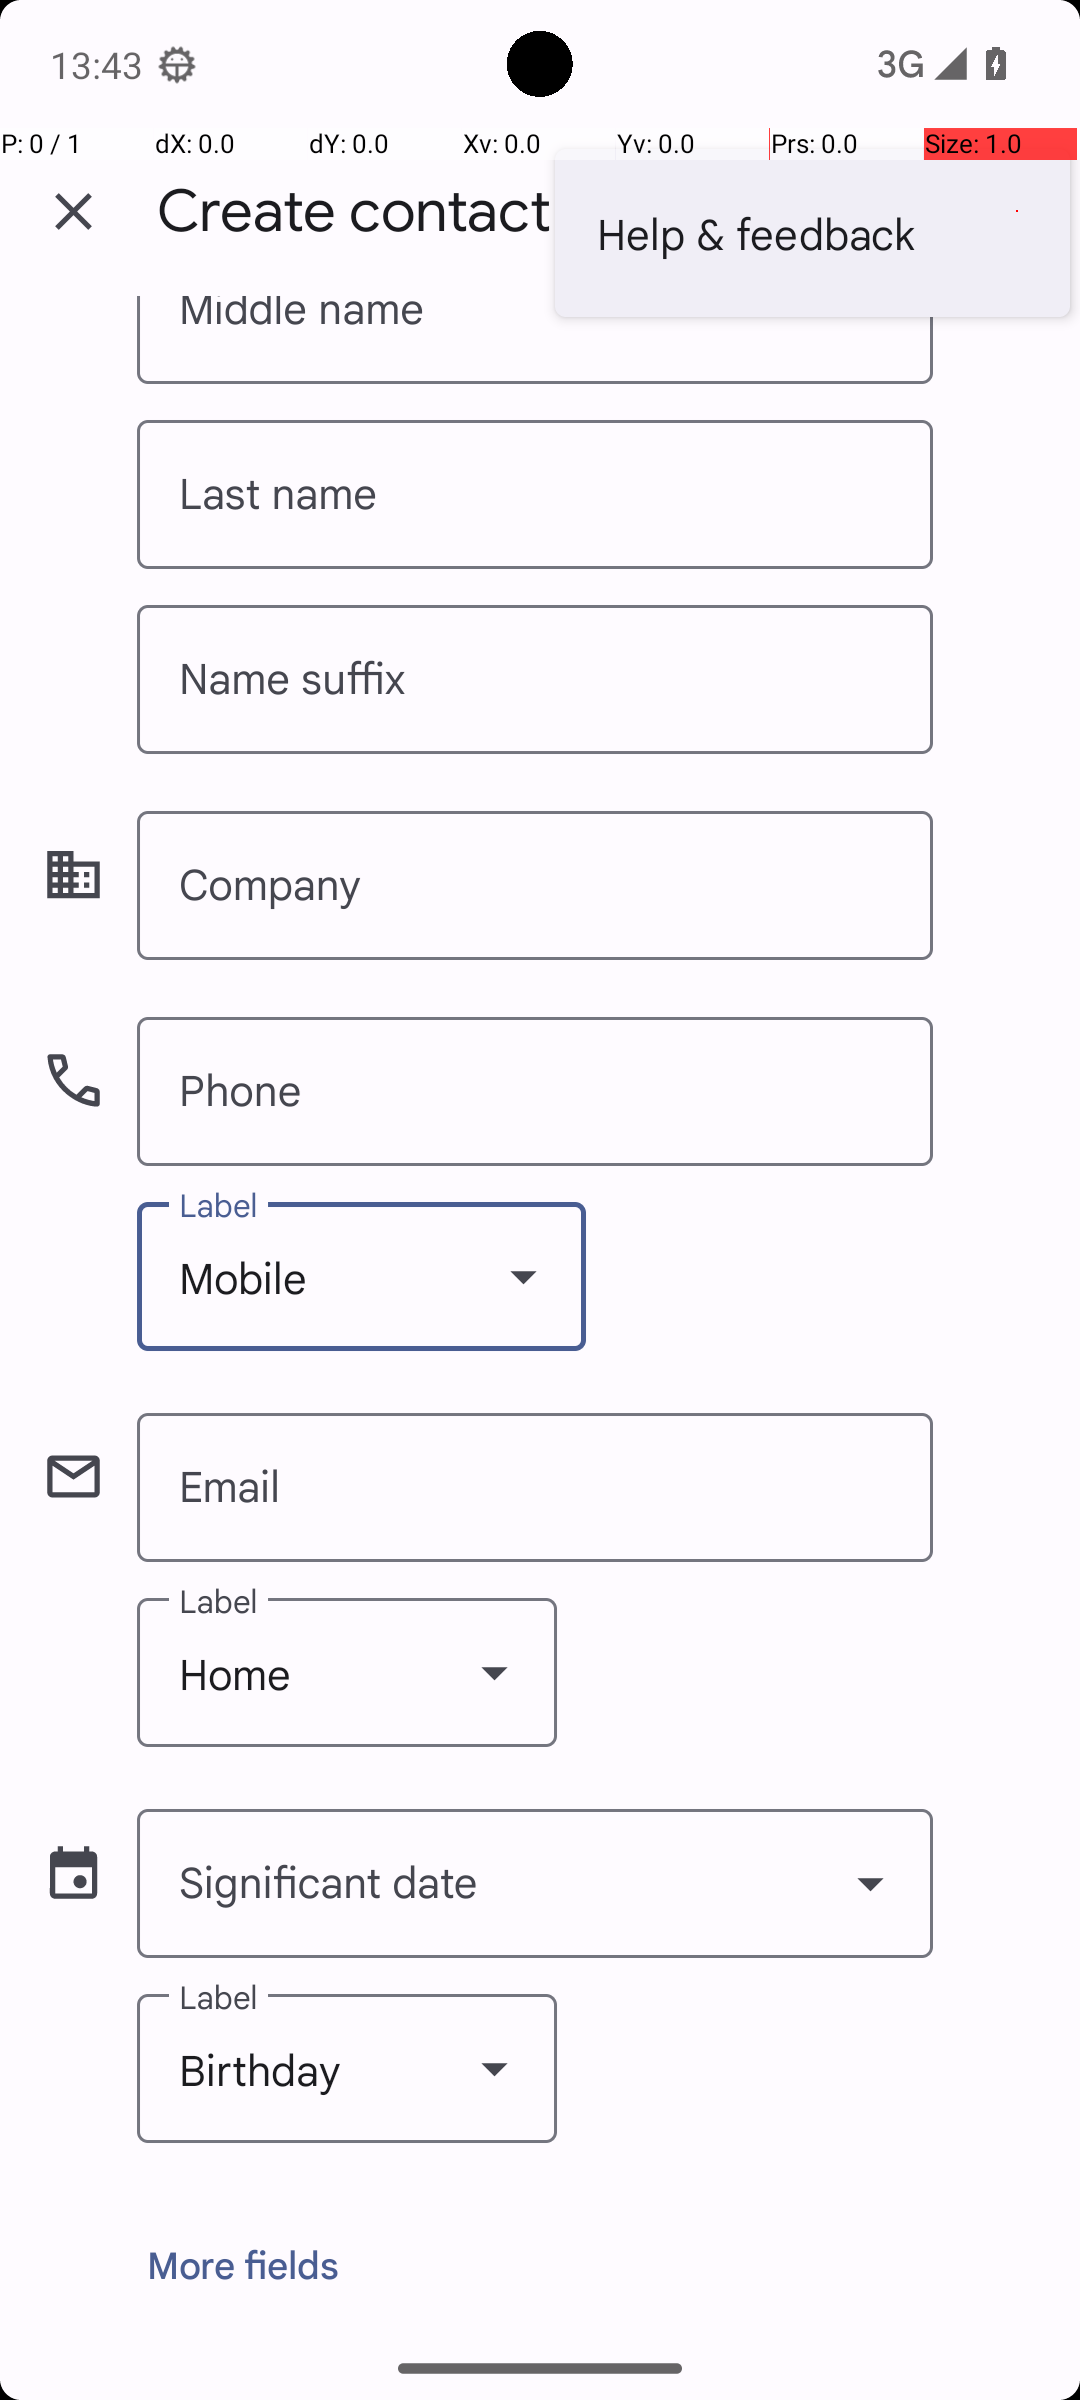 13:43
3G
P: 0 / 1
dX: 0.0
dY: 0.0
Xv: 0.0
Yv: 0.0
Prs: 0.0
Size: 1.0
Create contact
Help & feedback
Middle name
Last name
Name suffix
Company
Phone
Label
Mobile
Email
Label
Home
Significant date
Label
Birthday
More fields